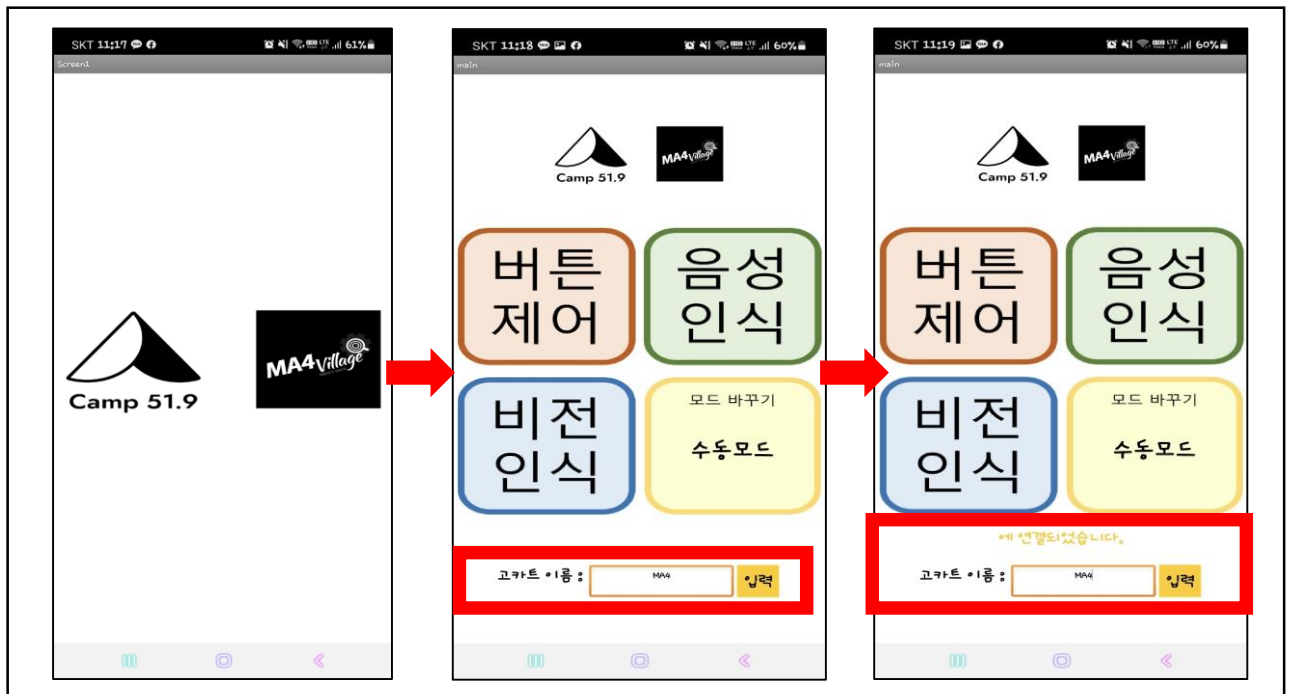 SKT 11:17 61%
Screen1
Camp 51.9
MA4Village
SKT 11:18 60%
main
Camp 51.9
MA4Village
버튼
제어
음성
인식
비전
인식
모드 바꾸기
수동모드
고카트 이름 : MA4 입력
SKT 11:19 60%
main
Camp 51.9
MA4Village
버튼
제어
음성
인식
비전
인식
모드 바꾸기
수동모드
에 연결되었습니다.
고카트 이름 : MA4 입력